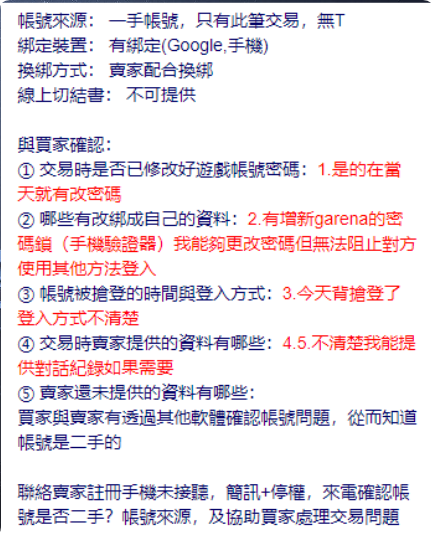 帳號來源： 一手帳號，只有此筆交易，無T
綁定裝置： 有綁定(Google,手機)
換綁方式： 賣家配合換綁
線上切結書： 不可提供
與買家確認：
① 交易時是否已修改好遊戲帳號密碼：1.是的在當
天就有改密碼
② 哪些有改綁成自己的資料：2.有增新garena的密
碼鎖（手機驗證器）我能夠更改密碼但無法阻止對方
使用其他方法登入
③ 帳號被搶登的時間與登入方式：3.今天背搶登了
登入方式不清楚
④ 交易時賣家提供的資料有哪些：4.5.不清楚我能提
供對話紀錄如果需要
⑤ 賣家還未提供的資料有哪些：
買家與賣家有透過其他軟體確認帳號問題，從而知道
帳號是二手的
聯絡賣家註冊手機未接聽，簡訊+停權，來電確認帳
號是否二手？帳號來源，及協助買家處理交易問題